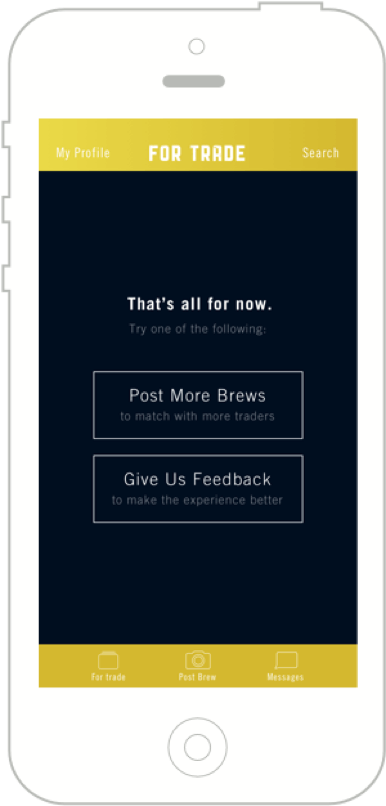 My Profile FOR TRADE Search
That's all for now.
Try one of the following:
Post More Brews
to match with more traders
Give Us Feedback
to make the experience better
For trade Post Brew Messages